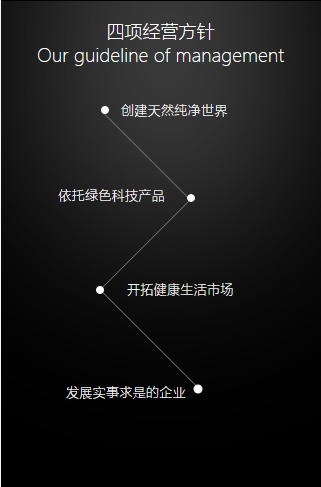 四项经营方针
Our guideline of management
创建天然纯净世界
依托绿色科技产品
开拓健康生活市场
发展实事求是的企业